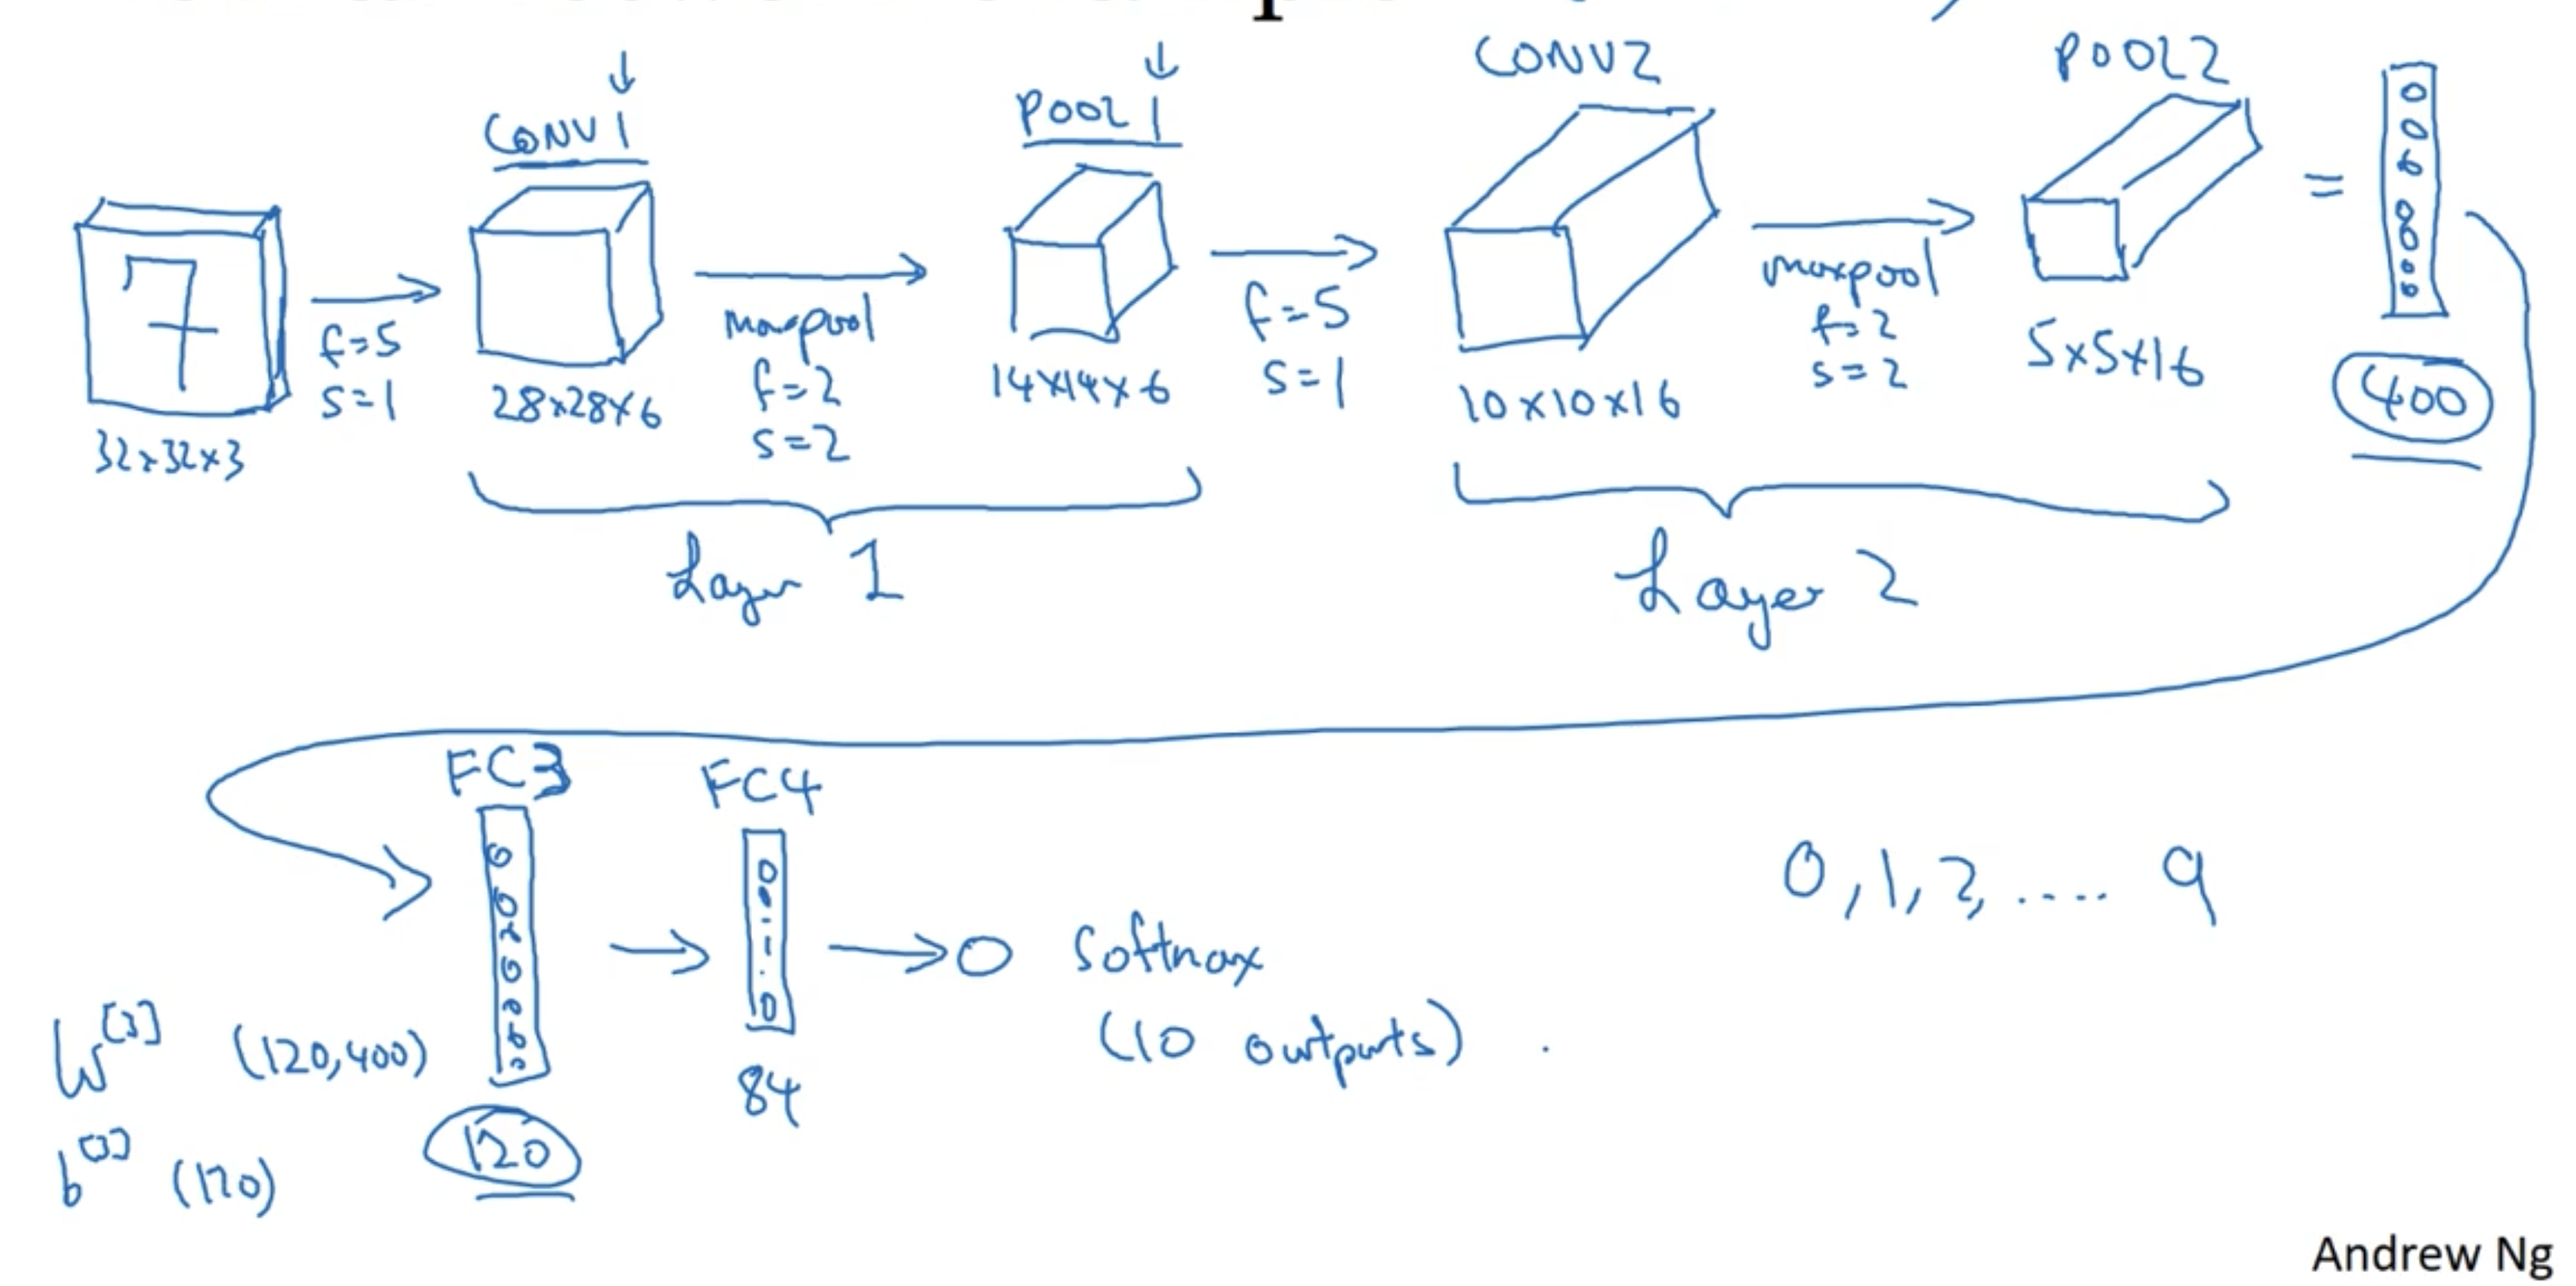 CONV1
POOL1
CONV2
POOL2
7
f=5
s=1
32x32x3
28x28x6
maxpool
f=2
s=2
14x14x6
f=5
s=1
10x10x16
maxpool
f=2
s=2
5x5x16
=
400
Layer 1
Layer 2
FC3
FC4
0,1,2,.... 9
Softmax
(10 outputs) .
W[3] (120,400)
b[3] (120)
120
84
Andrew Ng